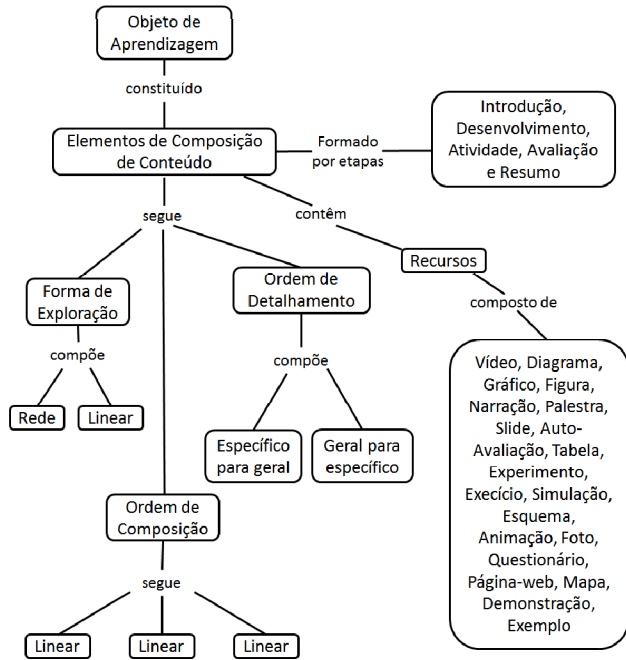 Objeto de
Aprendizagem
constituído
Elementos de Composição
de Conteúdo
Formado
por etapas
Introdução,
Desenvolvimento,
Atividade, Avaliação
e Resumo
segue
contêm
Recursos
composto de
Forma de
Exploração
Ordem de
Detalhamento
compõe
compõe
Rede
Linear
Específico
para geral
Geral para
específico
Vídeo, Diagrama,
Gráfico, Figura,
Narração, Palestra,
Slide, Auto-
Avaliação, Tabela,
Experimento,
Execício, Simulação,
Esquema,
Animação, Foto,
Questionário,
Página-web, Mapa,
Demonstração,
Exemplo
Ordem de
Composição
segue
Linear
Linear
Linear